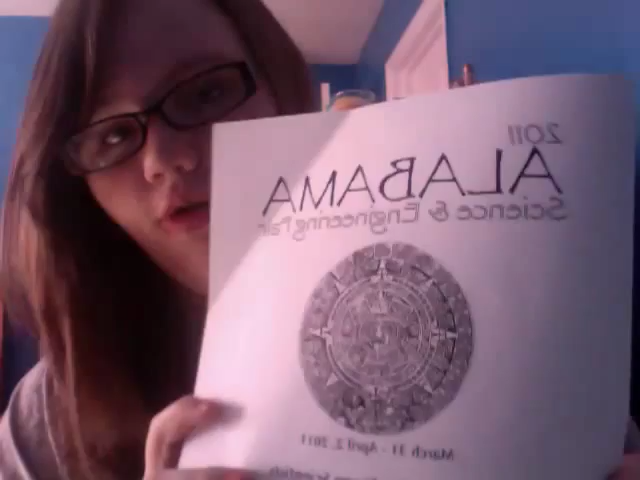 2011
ALABAMA
Science & Engineering Fair
March 31 - April 2, 2011